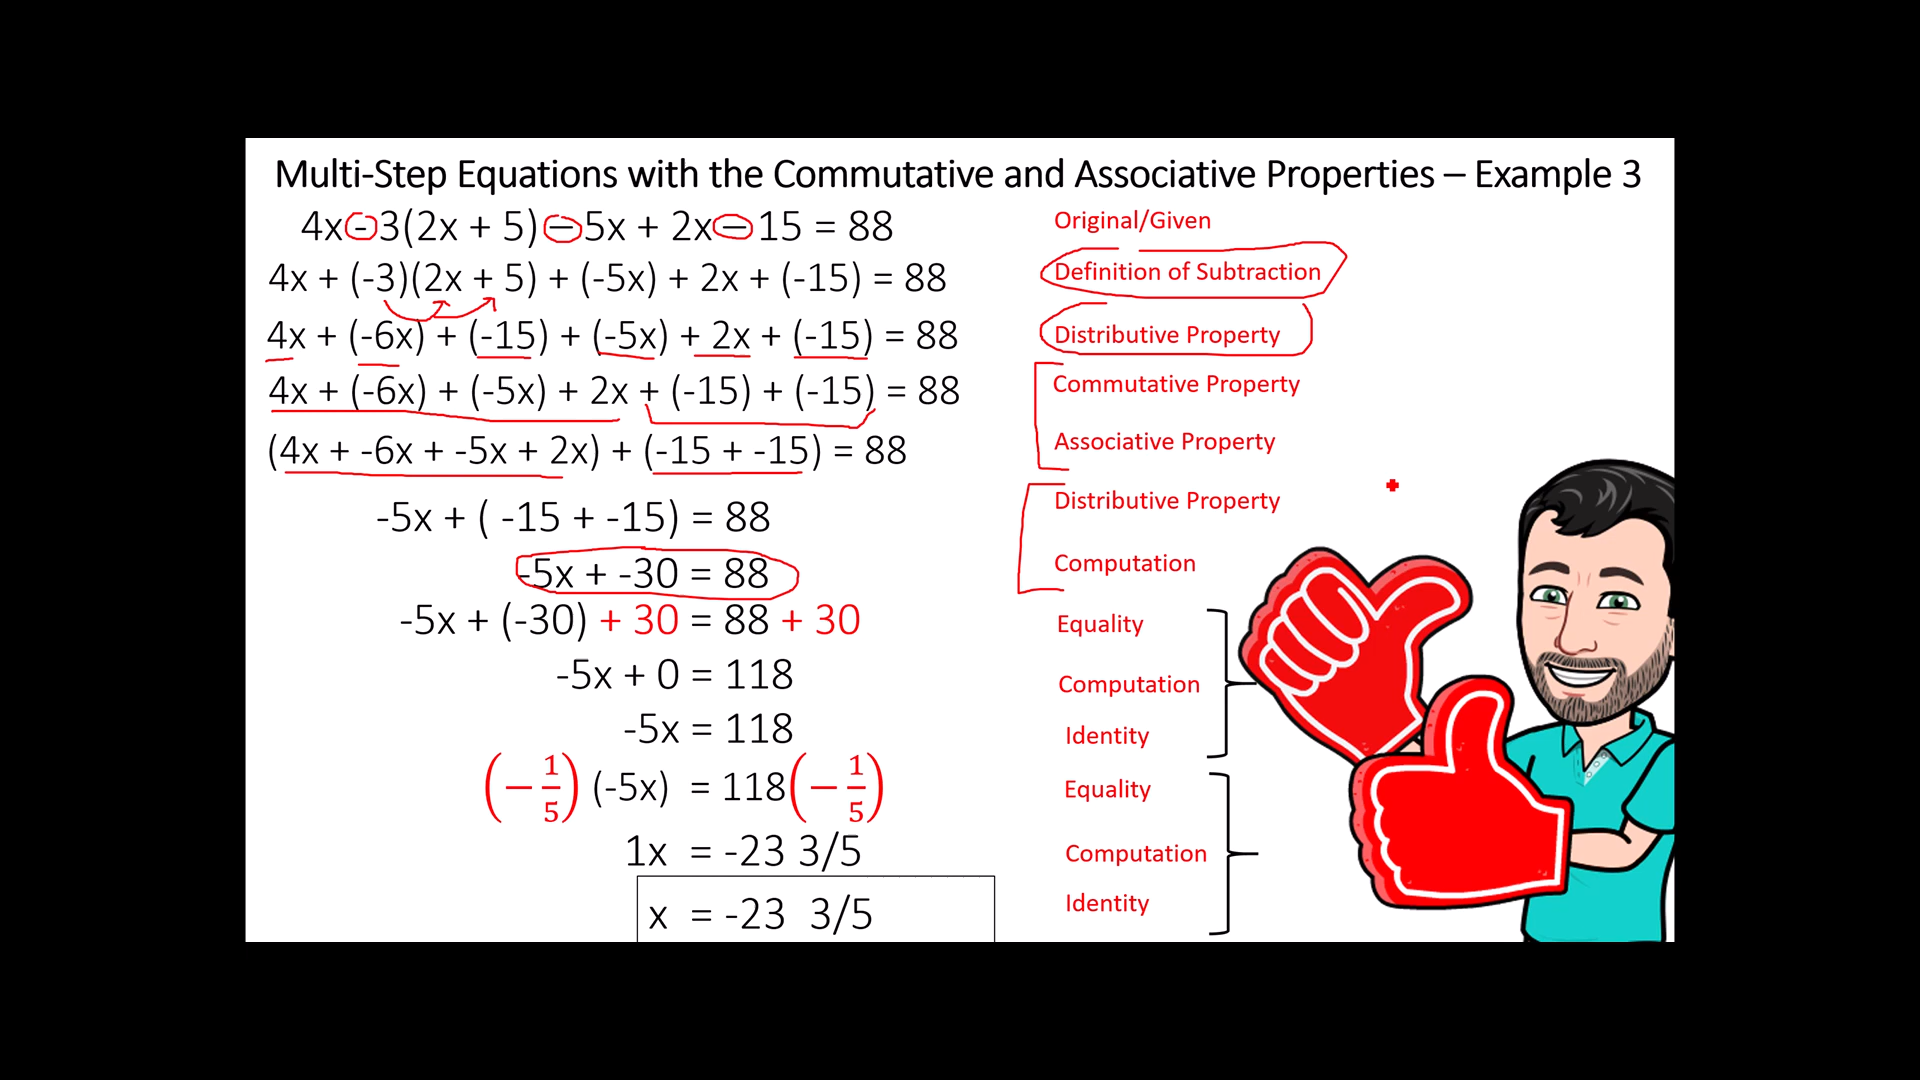 Multi-Step Equations with the Commutative and Associative Properties – Example 3
4x - 3(2x + 5) – 5x + 2x – 15 = 88 Original/Given
4x + (-3)(2x + 5) + (-5x) + 2x + (-15) = 88 Definition of Subtraction
4x + (-6x) + (-15) + (-5x) + 2x + (-15) = 88 Distributive Property
4x + (-6x) + (-5x) + 2x + (-15) + (-15) = 88 Commutative Property
(4x + -6x + -5x + 2x) + (-15 + -15) = 88 Associative Property
-5x + ( -15 + -15) = 88 Distributive Property
-5x + -30 = 88 Computation
-5x + (-30) + 30 = 88 + 30 Equality
-5x + 0 = 118 Computation
-5x = 118 Identity
(−1/5) (-5x) = 118(−1/5) Equality
1x = -23 3/5 Computation
x = -23 3/5 Identity